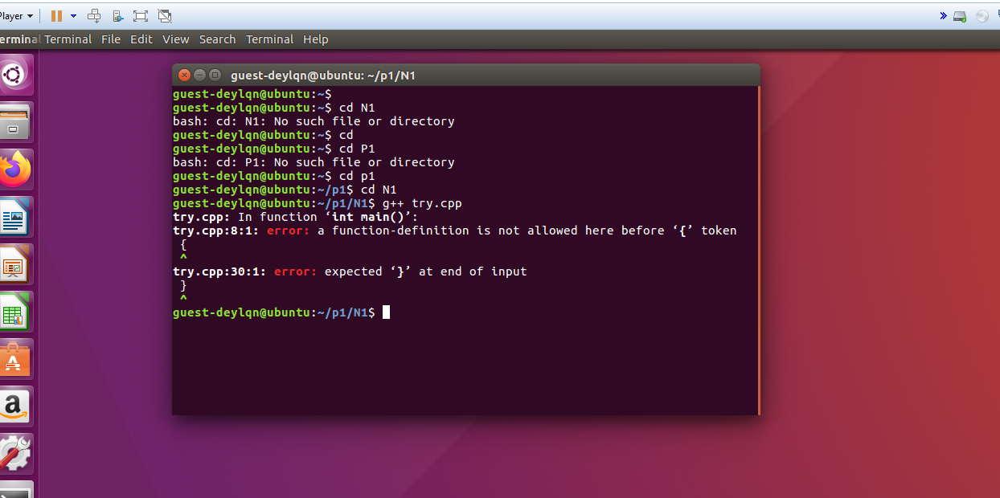 Player
erminal Terminal File Edit View Search Terminal Help
guest-deylqn@ubuntu: ~/p1/N1
guest-deylqn@ubuntu:~$
guest-deylqn@ubuntu:~$ cd N1
bash: cd: N1: No such file or directory
guest-deylqn@ubuntu:~$ cd
guest-deylqn@ubuntu:~$ cd P1
bash: cd: P1: No such file or directory
guest-deylqn@ubuntu:~$ cd p1
guest-deylqn@ubuntu:~/p1$ cd N1
guest-deylqn@ubuntu:~/p1/N1$ g++ try.cpp
try.cpp: In function ‘int main()’:
try.cpp:8:1: error: a function-definition is not allowed here before ‘{’ token
{
^
try.cpp:30:1: error: expected ‘}’ at end of input
}
^
guest-deylqn@ubuntu:~/p1/N1$
A
a